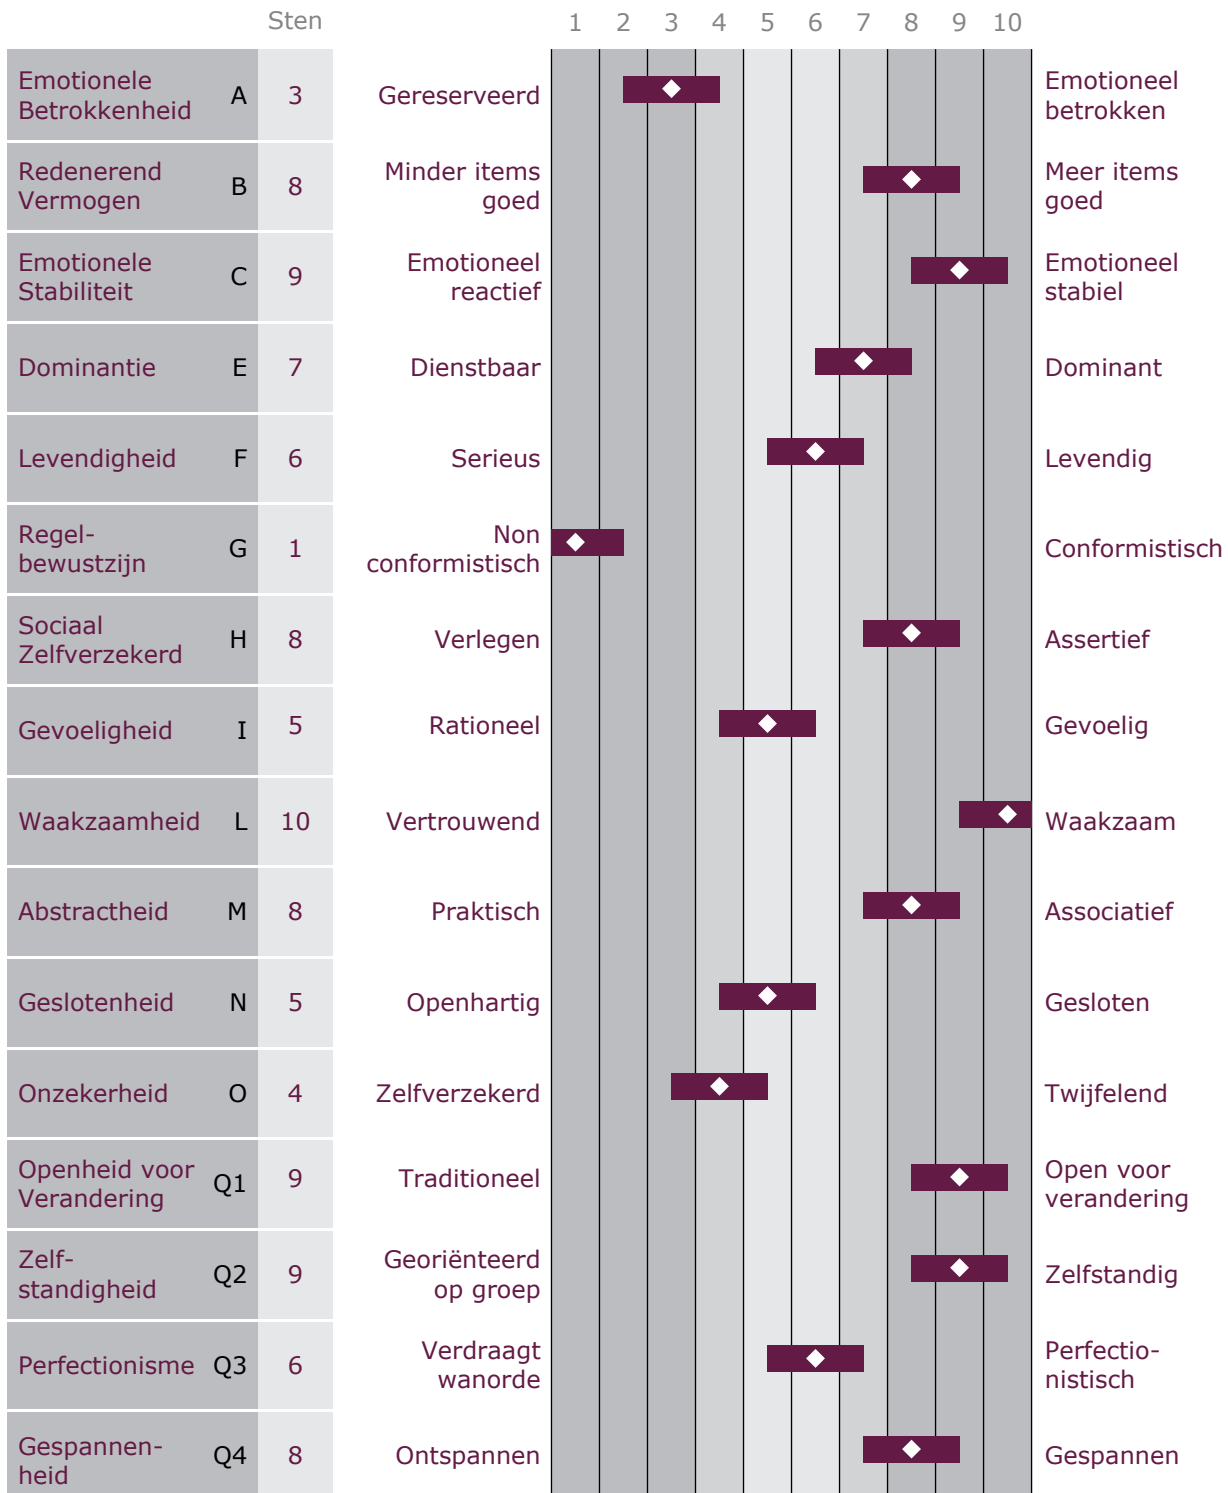 Sten 1 2 3 4 5 6 7 8 9 10
Emotionele
Betrokkenheid A 3 Gereserveerd Emotioneel
betrokken
Redenerend
Vermogen B 8 Minder items
goed Meer items
goed
Emotionele
Stabiliteit C 9 Emotioneel
reactief Emotioneel
stabiel
Dominantie E 7 Dienstbaar Dominant
Levendigheid F 6 Serieus Levendig
Regel-
bewustzijn G 1 Non
conformistisch Conformistisch
Sociaal
Zelfverzekerd H 8 Verlegen Assertief
Gevoeligheid I 5 Rationeel Gevoelig
Waakzaamheid L 10 Vertrouwend Waakzaam
Abstractheid M 8 Praktisch Associatief
Geslotenheid N 5 Openhartig Gesloten
Onzekerheid O 4 Zelfverzekerd Twijfelend
Openheid voor
Verandering Q1 9 Traditioneel Open voor
verandering
Zelf-
standigheid Q2 9 Georiënteerd
op groep Zelfstandig
Perfectionisme Q3 6 Verdraagt
wanorde Perfectio-
nistisch
Gespannen-
heid Q4 8 Ontspannen Gespannen